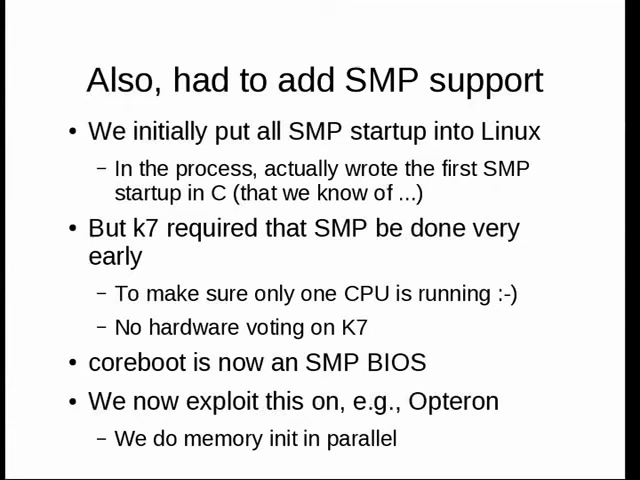 Also, had to add SMP support
• We initially put all SMP startup into Linux
– In the process, actually wrote the first SMP
startup in C (that we know of ...)
• But k7 required that SMP be done very
early
– To make sure only one CPU is running :-)
– No hardware voting on K7
• coreboot is now an SMP BIOS
• We now exploit this on, e.g., Opteron
– We do memory init in parallel